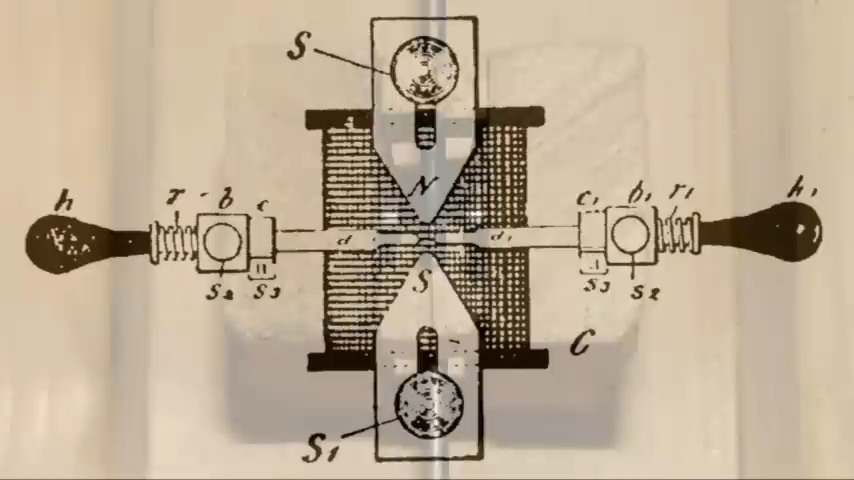 S
N
h r b c
c₁ b₁ r₁ h₁
d d₁
S₂ S₃
S₃ S₂
S
C
S₁